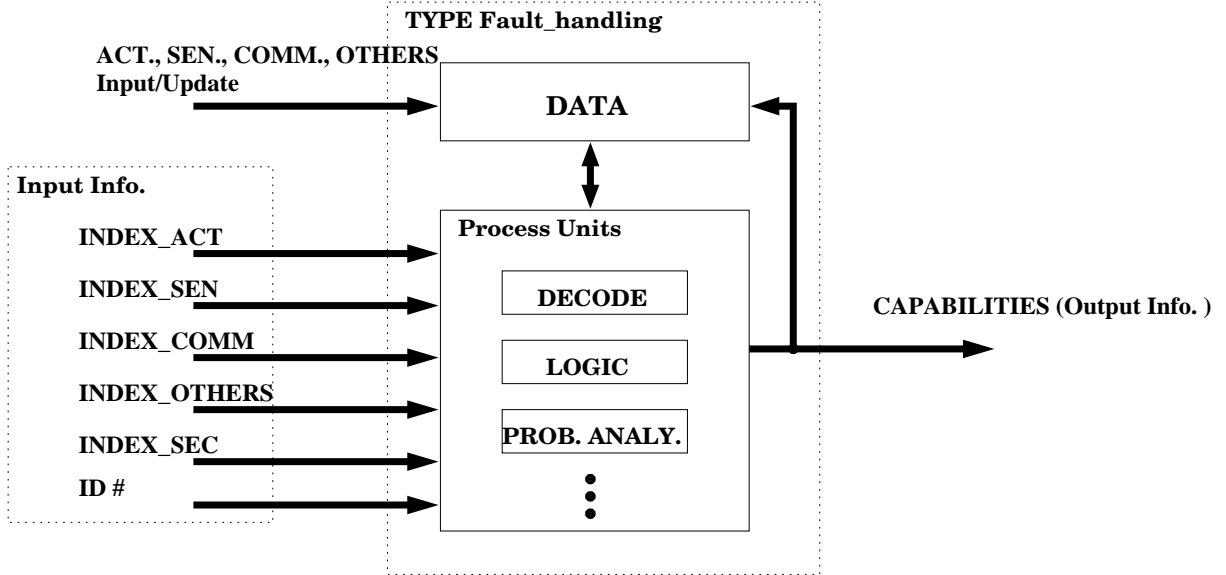 TYPE Fault_handling
ACT., SEN., COMM., OTHERS
Input/Update
DATA
Input Info.
INDEX_ACT
INDEX_SEN
INDEX_COMM
INDEX_OTHERS
INDEX_SEC
ID #
Process Units
DECODE
LOGIC
PROB. ANALY.
CAPABILITIES (Output Info. )